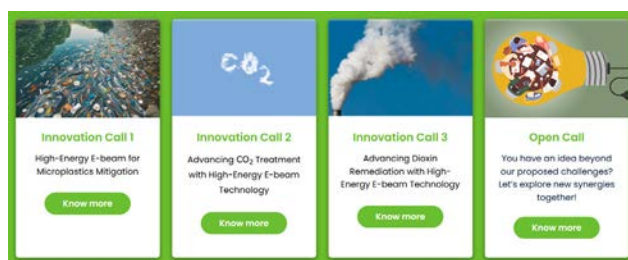 CO2
Innovation Call 1
High-Energy E-beam for
Microplastics Mitigation
Know more
Innovation Call 2
Advancing CO₂ Treatment
with High-Energy E-beam
Technology
Know more
Innovation Call 3
Advancing Dioxin
Remediation with High-
Energy E-beam Technology
Know more
Open Call
You have an idea beyond
our proposed challenges?
Let's explore new synergies
together!
Know more